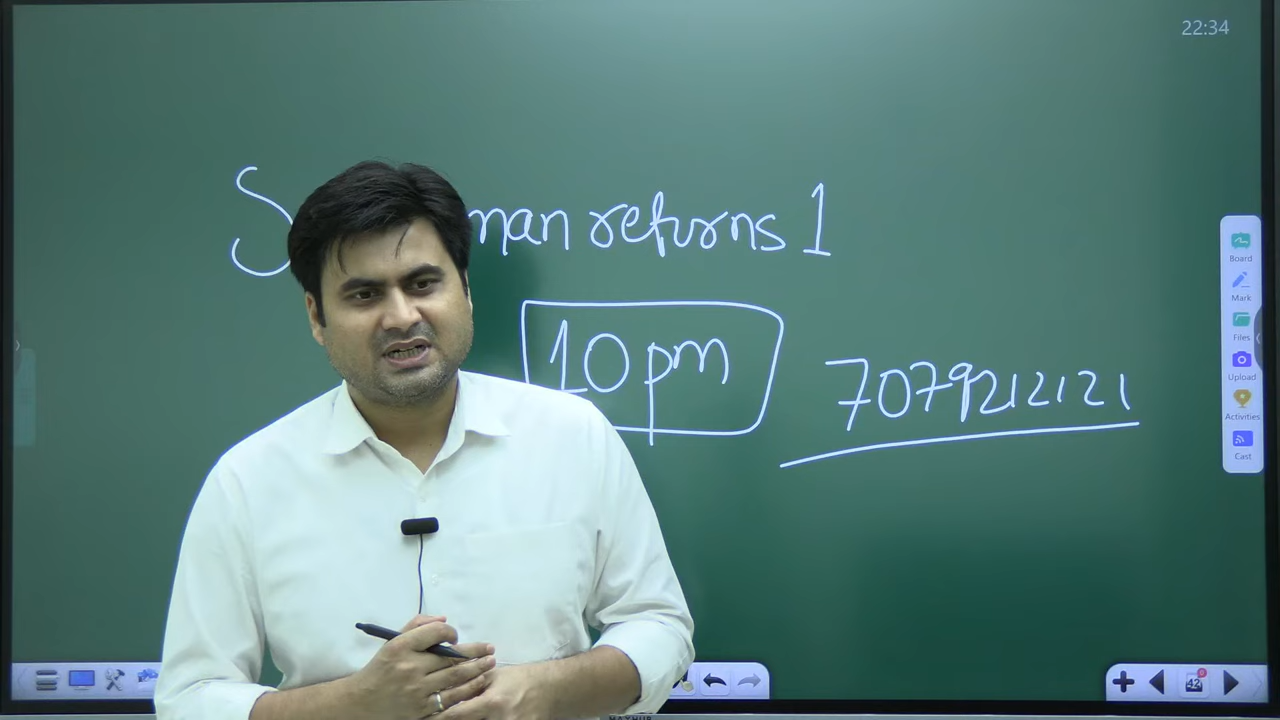 22:34
S man returns 1
10 pm
7079212121
Board
Mark
Files
Upload
Activities
Cast
42